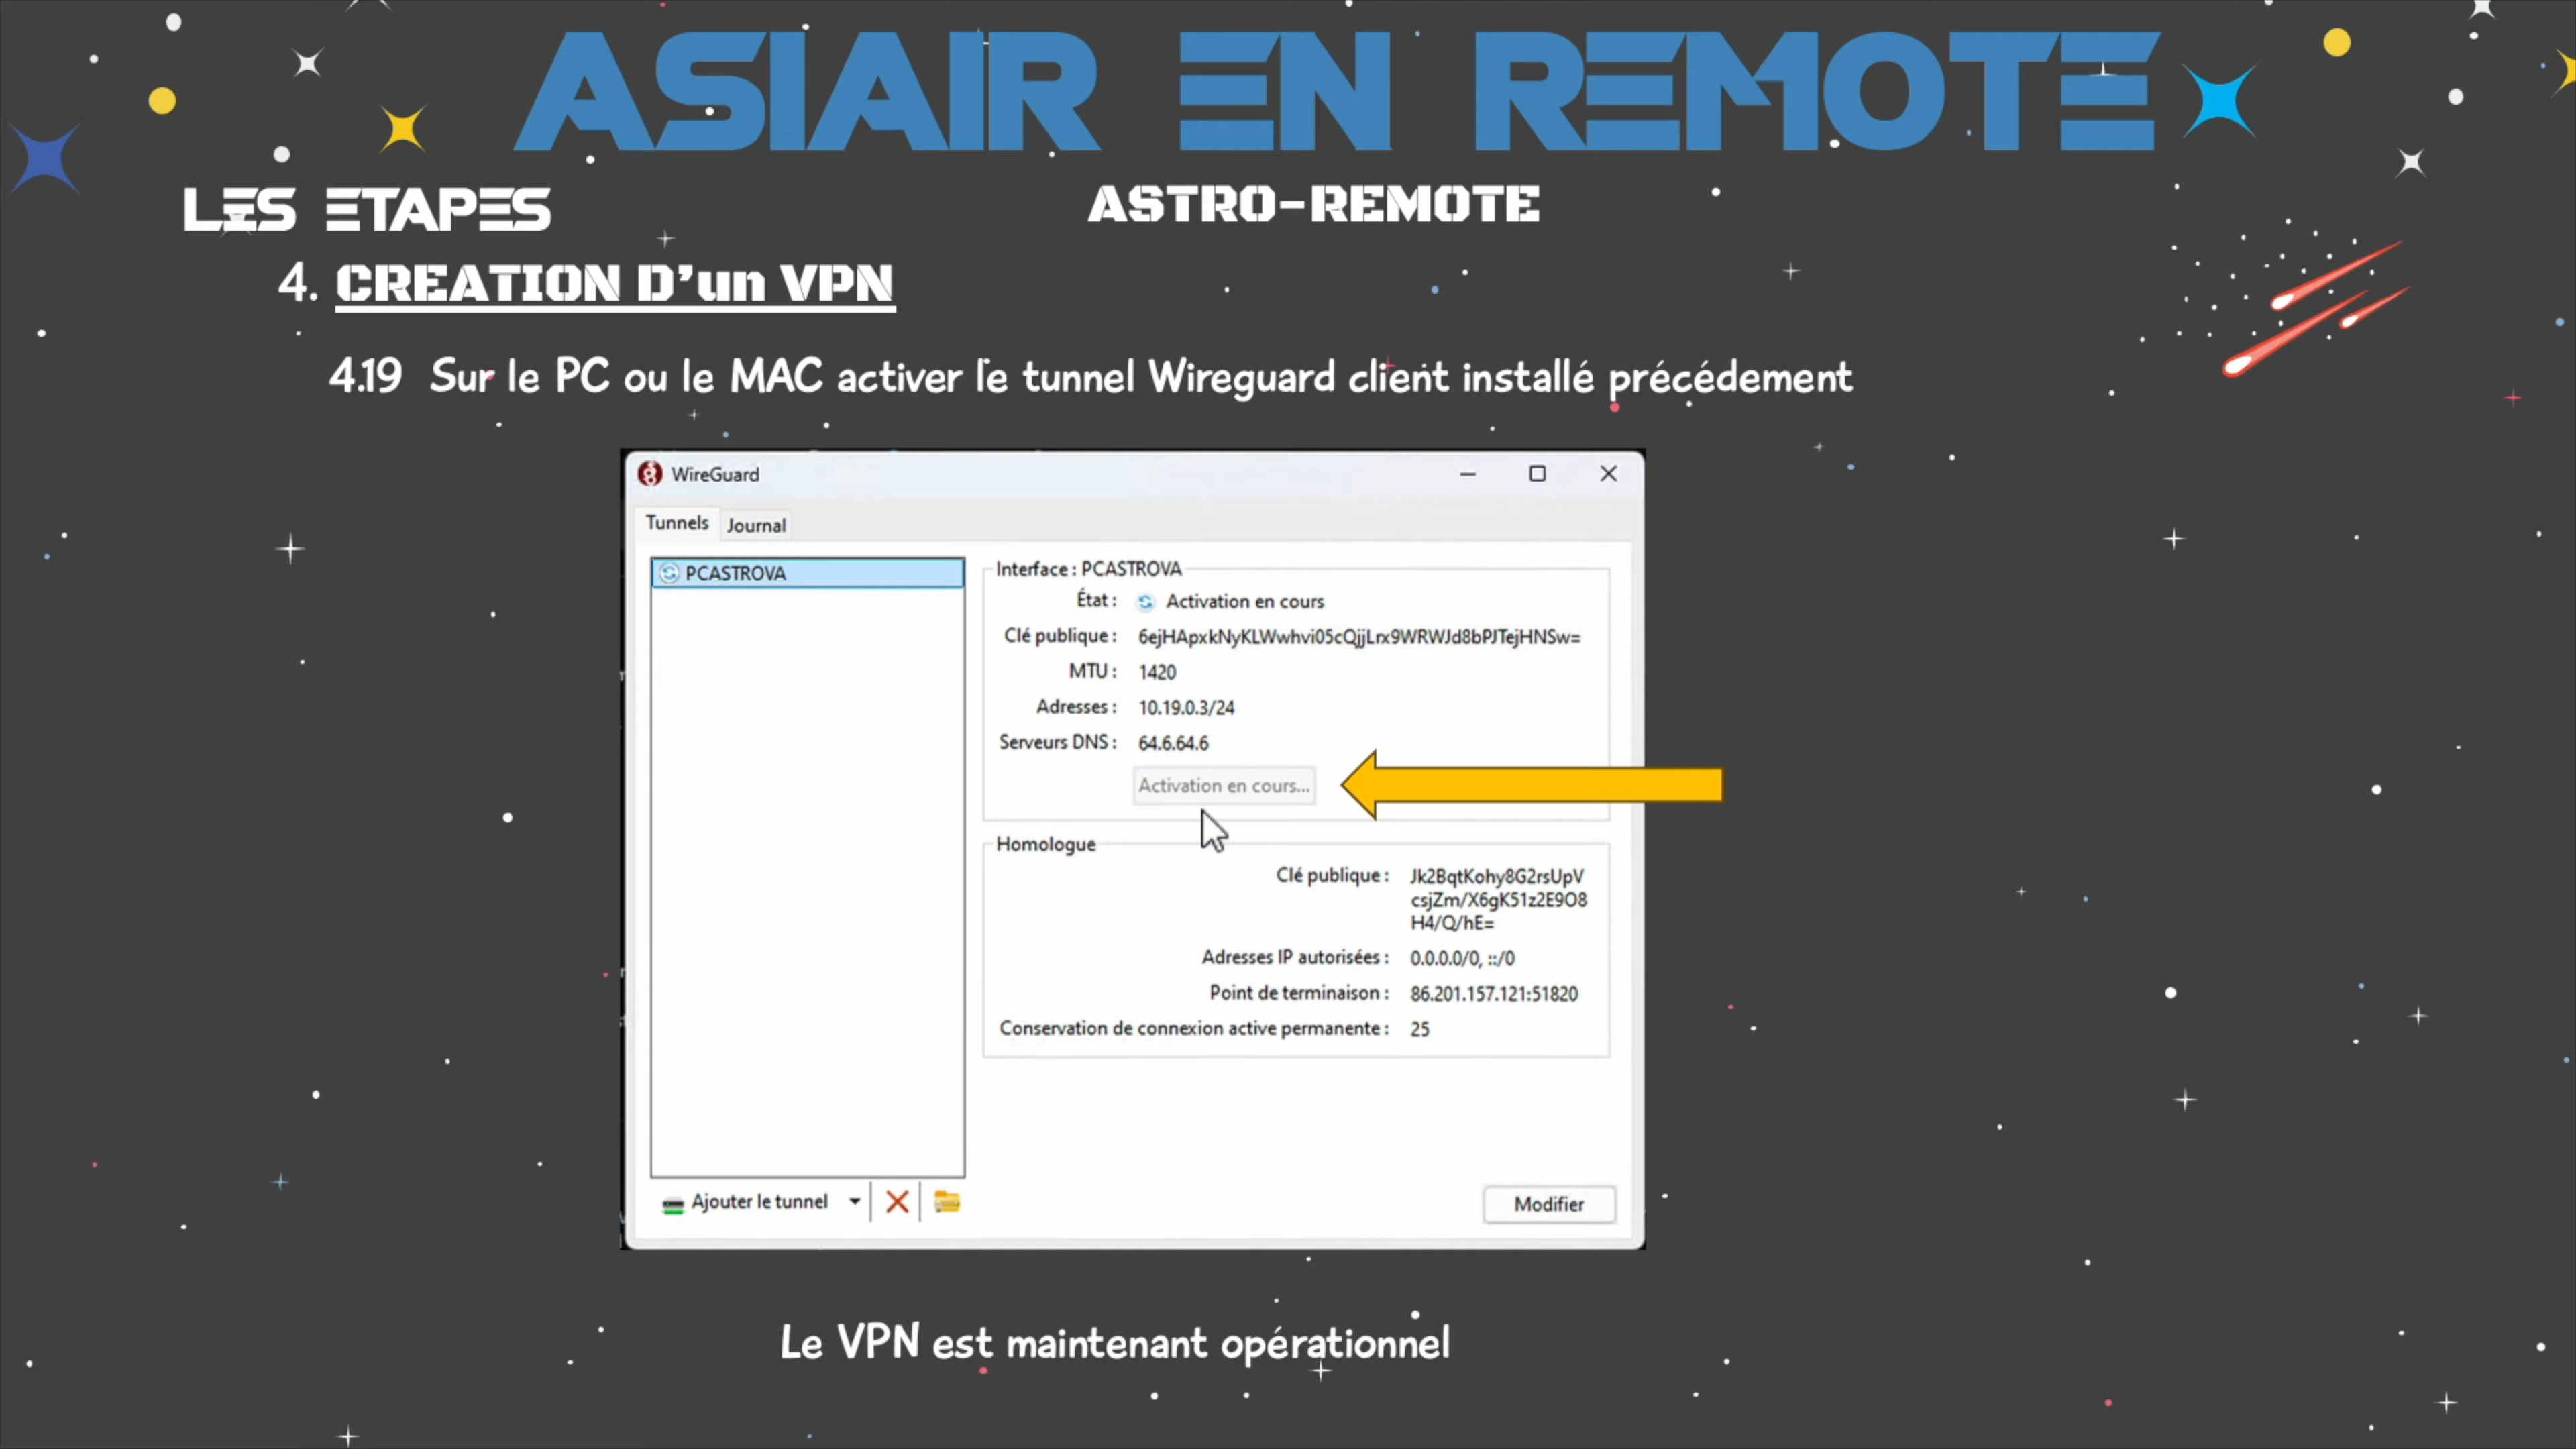 ASIAIR EN REMOTE
LES ETAPES
ASTRO-REMOTE
4. CREATION D'un VPN
4.19 Sur le PC ou le MAC activer le tunnel Wireguard client installé précédement
WireGuard
Tunnels
Journal
PCASTROVA
Interface : PCASTROVA
État : Activation en cours
Clé publique : 6ejHApxkNyKLWwhvi05cQjjLrx9WRWJd8bPJTejHNSw=
MTU : 1420
Adresses : 10.19.0.3/24
Serveurs DNS : 64.6.64.6
Activation en cours...
Homologue
Clé publique : Jk2BqtKohy8G2rsUpV
csjZm/X6gK51z2E9O8
H4/Q/hE=
Adresses IP autorisées : 0.0.0.0/0, ::/0
Point de terminaison : 86.201.157.121:51820
Conservation de connexion active permanente : 25
Ajouter le tunnel
Modifier
Le VPN est maintenant opérationnel